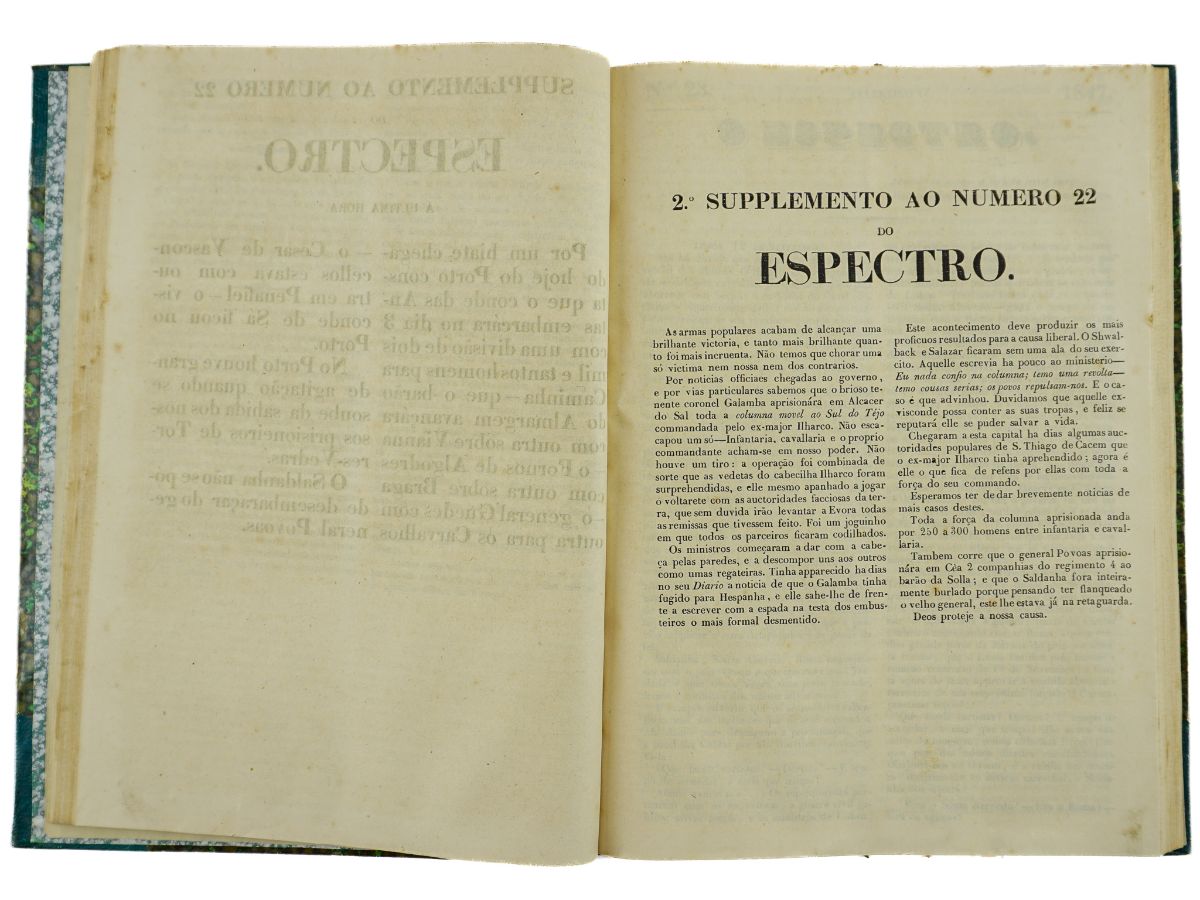 2.º SUPPLEMENTO AO NUMERO 22
DO
ESPECTRO.
As armas populares acabam de alcançar uma
brilhante victoria, e tanto mais brilhante quan-
to foi mais incruenta. Não temos que chorar uma
só victima nem nossa nem dos contrarios.
Por noticias officiaes chegadas ao governo,
e por vias particulares sabemos que o brioso te-
nente coronel Galamba aprisionára em Alcacer
do Sal toda a columna movel ao Sul do Téjo
commandada pelo ex-major Ilharco. Não esca-
capou um só—Infantaria, cavallaria e o proprio
commandante acham-se em nosso poder. Não
houve um tiro: a operação foi combinada de
sorte que as vedetas do cabecilha Ilharco foram
surprehendidas, e elle mesmo apanhado a jogar
o voltarete com as auctoridades facciosas da ter-
ra, que sem duvida irão levantar a Evora todas
as remissas que tivessem feito. Foi um joguinho
em que todos os parceiros ficaram codilhados.
Os ministros começaram a dar com a cabe-
ça pelas paredes, e a descompor uns aos outros
como umas regateiras. Tinha apparecido ha dias
no seu Diario a noticia de que o Galamba tinha
fugido para Hespanha, e elle sahe-lhe de fren-
te a escrever com a espada na testa dos embus-
teiros o mais formal desmentido.
Este acontecimento deve produzir os mais
proficuos resultados para a causa liberal. O Shwal-
back e Salazar ficaram sem uma ala do seu exer-
cito. Aquelle escrevia ha pouco ao ministerio—
Eu nada confio na columna; temo uma revolta—
temo cousas serias; os povos repulsam-nos. E o ca-
so é que advinhou. Duvidamos que aquelle ex-
visconde possa conter as suas tropas, e feliz se
reputará elle se puder salvar a vida.
Chegaram a esta capital ha dias algumas auc-
toridades populares de S. Thiago de Cacem que
o ex-major Ilharco tinha aprehendido; agora é
elle o que fica de refens por ellas com toda a
força do seu commando.
Esperamos ter de dar brevemente noticias de
mais casos destes.
Toda a força da columna aprisionada anda
por 250 a 300 homens entre infantaria e caval-
laria.
Tambem corre que o general Povoas aprisio-
nára em Cêa 2 companhias do regimento 4 ao
barão da Solla; e que o Saldanha fora inteira-
mente burlado porque pensando ter flanqueado
o velho general, este lhe estava já na retaguarda.
Deos proteje a nossa causa.